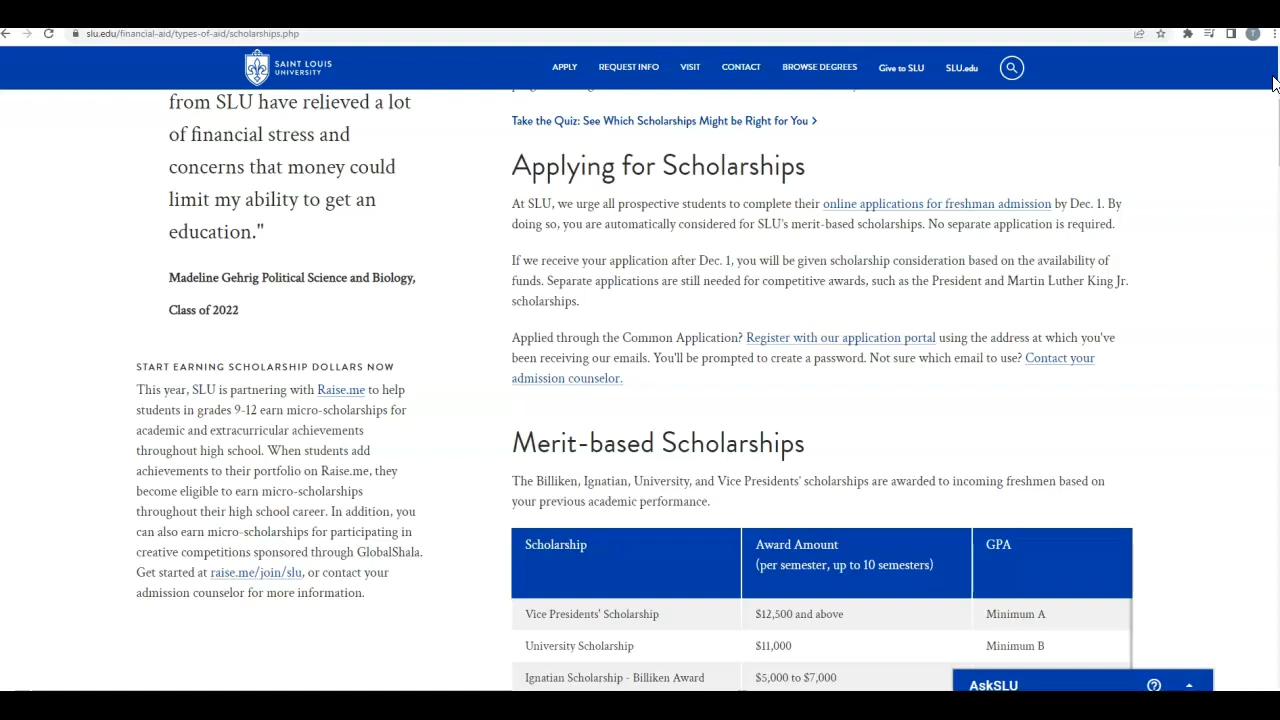 slu.edu/financial-aid/types-of-aid/scholarships.php
T
SAINT LOUIS
UNIVERSITY
APPLY
REQUEST INFO
VISIT
CONTACT
BROWSE DEGREES
Give to SLU
SLU.edu
from SLU have relieved a lot
of financial stress and
concerns that money could
limit my ability to get an
education."
Madeline Gehrig Political Science and Biology,
Class of 2022
START EARNING SCHOLARSHIP DOLLARS NOW
This year, SLU is partnering with Raise.me to help
students in grades 9-12 earn micro-scholarships for
academic and extracurricular achievements
throughout high school. When students add
achievements to their portfolio on Raise.me, they
become eligible to earn micro-scholarships
throughout their high school career. In addition, you
can also earn micro-scholarships for participating in
creative competitions sponsored through GlobalShala.
Get started at raise.me/join/slu, or contact your
admission counselor for more information.
Take the Quiz: See Which Scholarships Might be Right for You >
Applying for Scholarships
At SLU, we urge all prospective students to complete their online applications for freshman admission by Dec. 1. By
doing so, you are automatically considered for SLU's merit-based scholarships. No separate application is required.
If we receive your application after Dec. 1, you will be given scholarship consideration based on the availability of
funds. Separate applications are still needed for competitive awards, such as the President and Martin Luther King Jr.
scholarships.
Applied through the Common Application? Register with our application portal using the address at which you've
been receiving our emails. You'll be prompted to create a password. Not sure which email to use? Contact your
admission counselor.
Merit-based Scholarships
The Billiken, Ignatian, University, and Vice Presidents' scholarships are awarded to incoming freshmen based on
your previous academic performance.
Scholarship
Award Amount
(per semester, up to 10 semesters)
GPA
Vice Presidents' Scholarship
$12,500 and above
Minimum A
University Scholarship
$11,000
Minimum B
Ignatian Scholarship - Billiken Award
$5,000 to $7,000
AskSLU